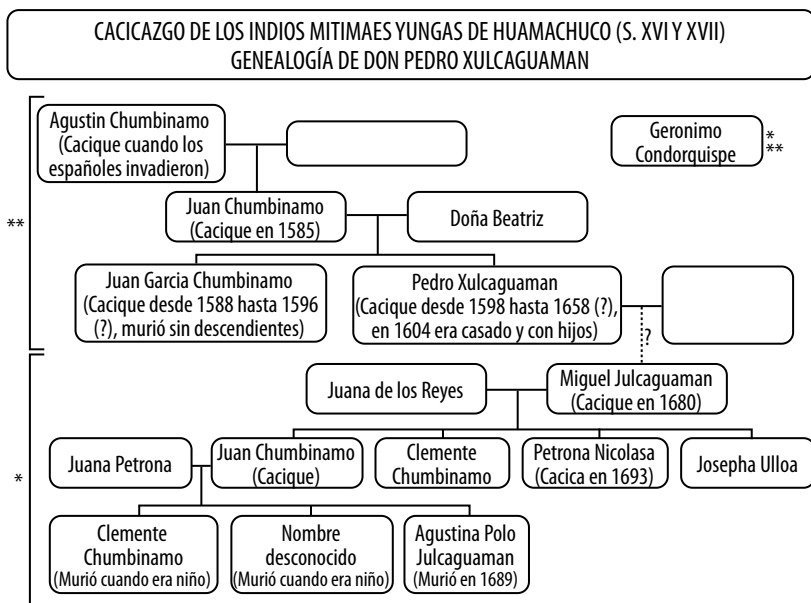 CACICAZGO DE LOS INDIOS MITIMAES YUNGAS DE HUAMACHUCO (S. XVI Y XVII)
GENEALOGÍA DE DON PEDRO XULCAGUAMAN
Agustin Chumbinamo
(Cacique cuando los
españoles invadieron)
Geronimo
Condorquispe
*
**
**
Juan Chumbinamo
(Cacique en 1585)
Doña Beatriz
Juan Garcia Chumbinamo
(Cacique desde 1588 hasta 1596
(?), murió sin descendientes)
Pedro Xulcaguaman
(Cacique desde 1598 hasta 1658 (?),
en 1604 era casado y con hijos)
?
*
Juana de los Reyes
Miguel Julcaguaman
(Cacique en 1680)
Juana Petrona
Juan Chumbinamo
(Cacique)
Clemente
Chumbinamo
Petrona Nicolasa
(Cacica en 1693)
Josepha Ulloa
Clemente
Chumbinamo
(Murió cuando era niño)
Nombre
desconocido
(Murió cuando era niño)
Agustina Polo
Julcaguaman
(Murió en 1689)